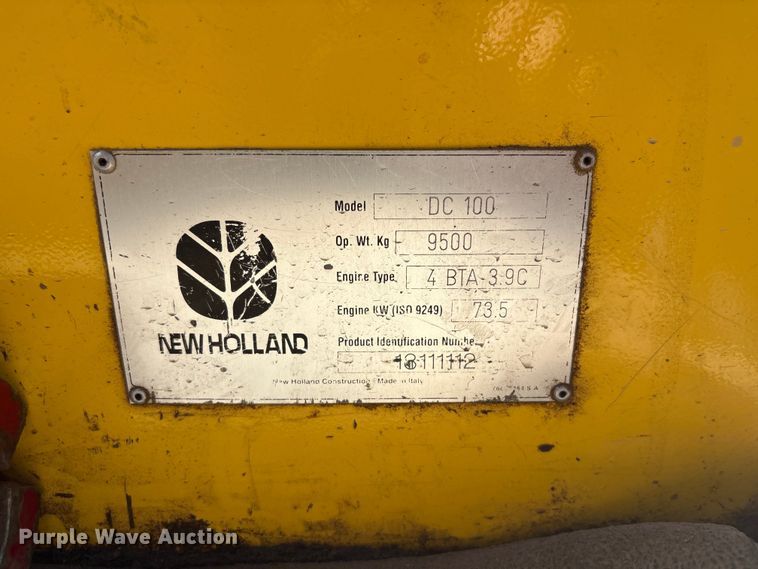 Model DC 100
Op. Wt. Kg 9500
Engine Type 4 BTA-3.9C
Engine KW (ISO 9249) 73.5
NEW HOLLAND
Product Identification Number
New Holland Construction Made in Italy
Purple Wave Auction